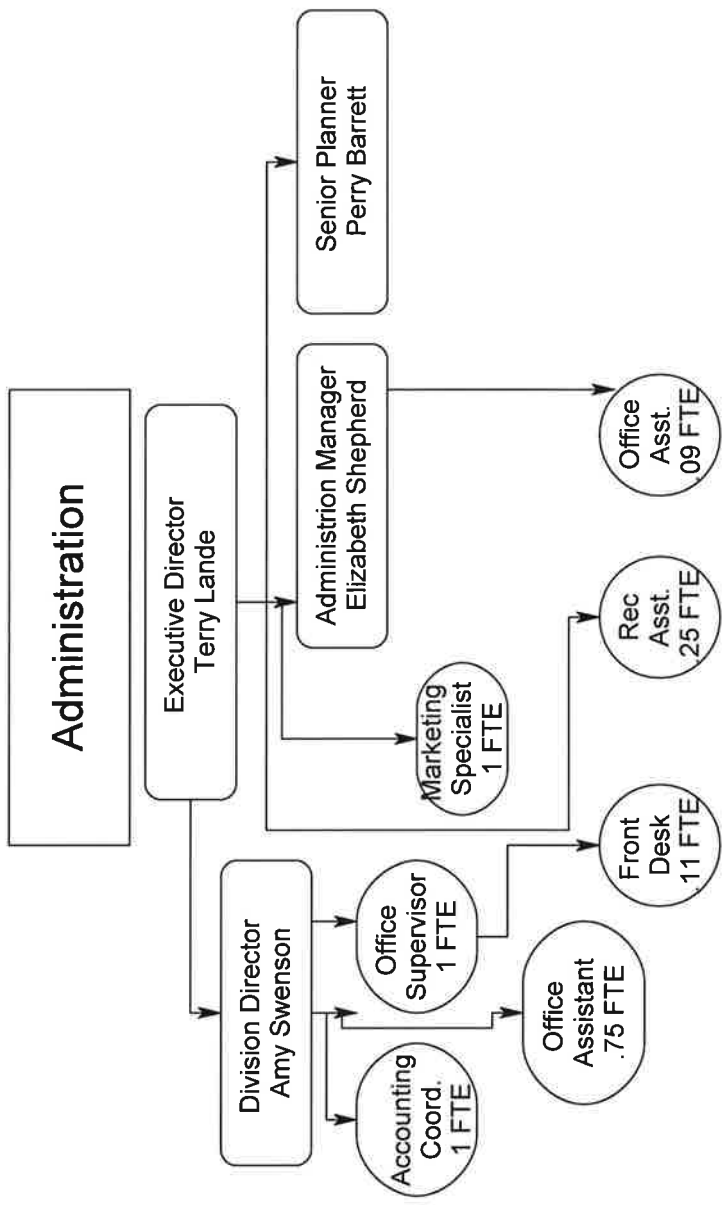 Administration
Executive Director
Terry Lande
Division Director
Amy Swenson
Administrion Manager
Elizabeth Shepherd
Senior Planner
Perry Barrett
Accounting
Coord.
1 FTE
Office
Supervisor
1 FTE
Marketing
Specialist
1 FTE
Office
Assistant
.75 FTE
Front
Desk
.11 FTE
Rec
Asst.
.25 FTE
Office
Asst.
.09 FTE